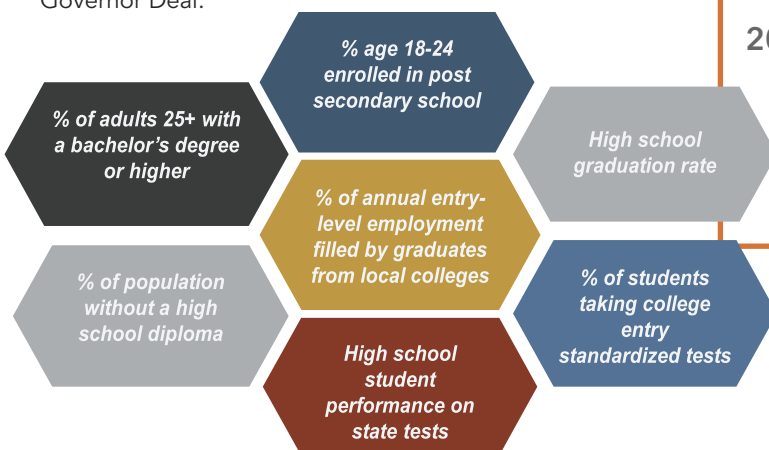 Governor Deal.
% age 18-24
enrolled in post
secondary school
% of adults 25+ with
a bachelor's degree
or higher
High school
graduation rate
% of annual entry-
level employment
filled by graduates
from local colleges
% of population
without a high
school diploma
% of students
taking college
entry
standardized tests
High school
student
performance on
state tests